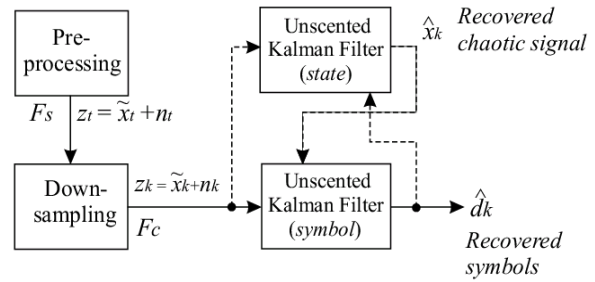 Pre-
processing
Unscented
Kalman Filter
(state)
x̂k
Recovered
chaotic signal
Fs
zt = x̃t +nt
Down-
sampling
zk = x̃k+nk
Fc
Unscented
Kalman Filter
(symbol)
d̂k
Recovered
symbols